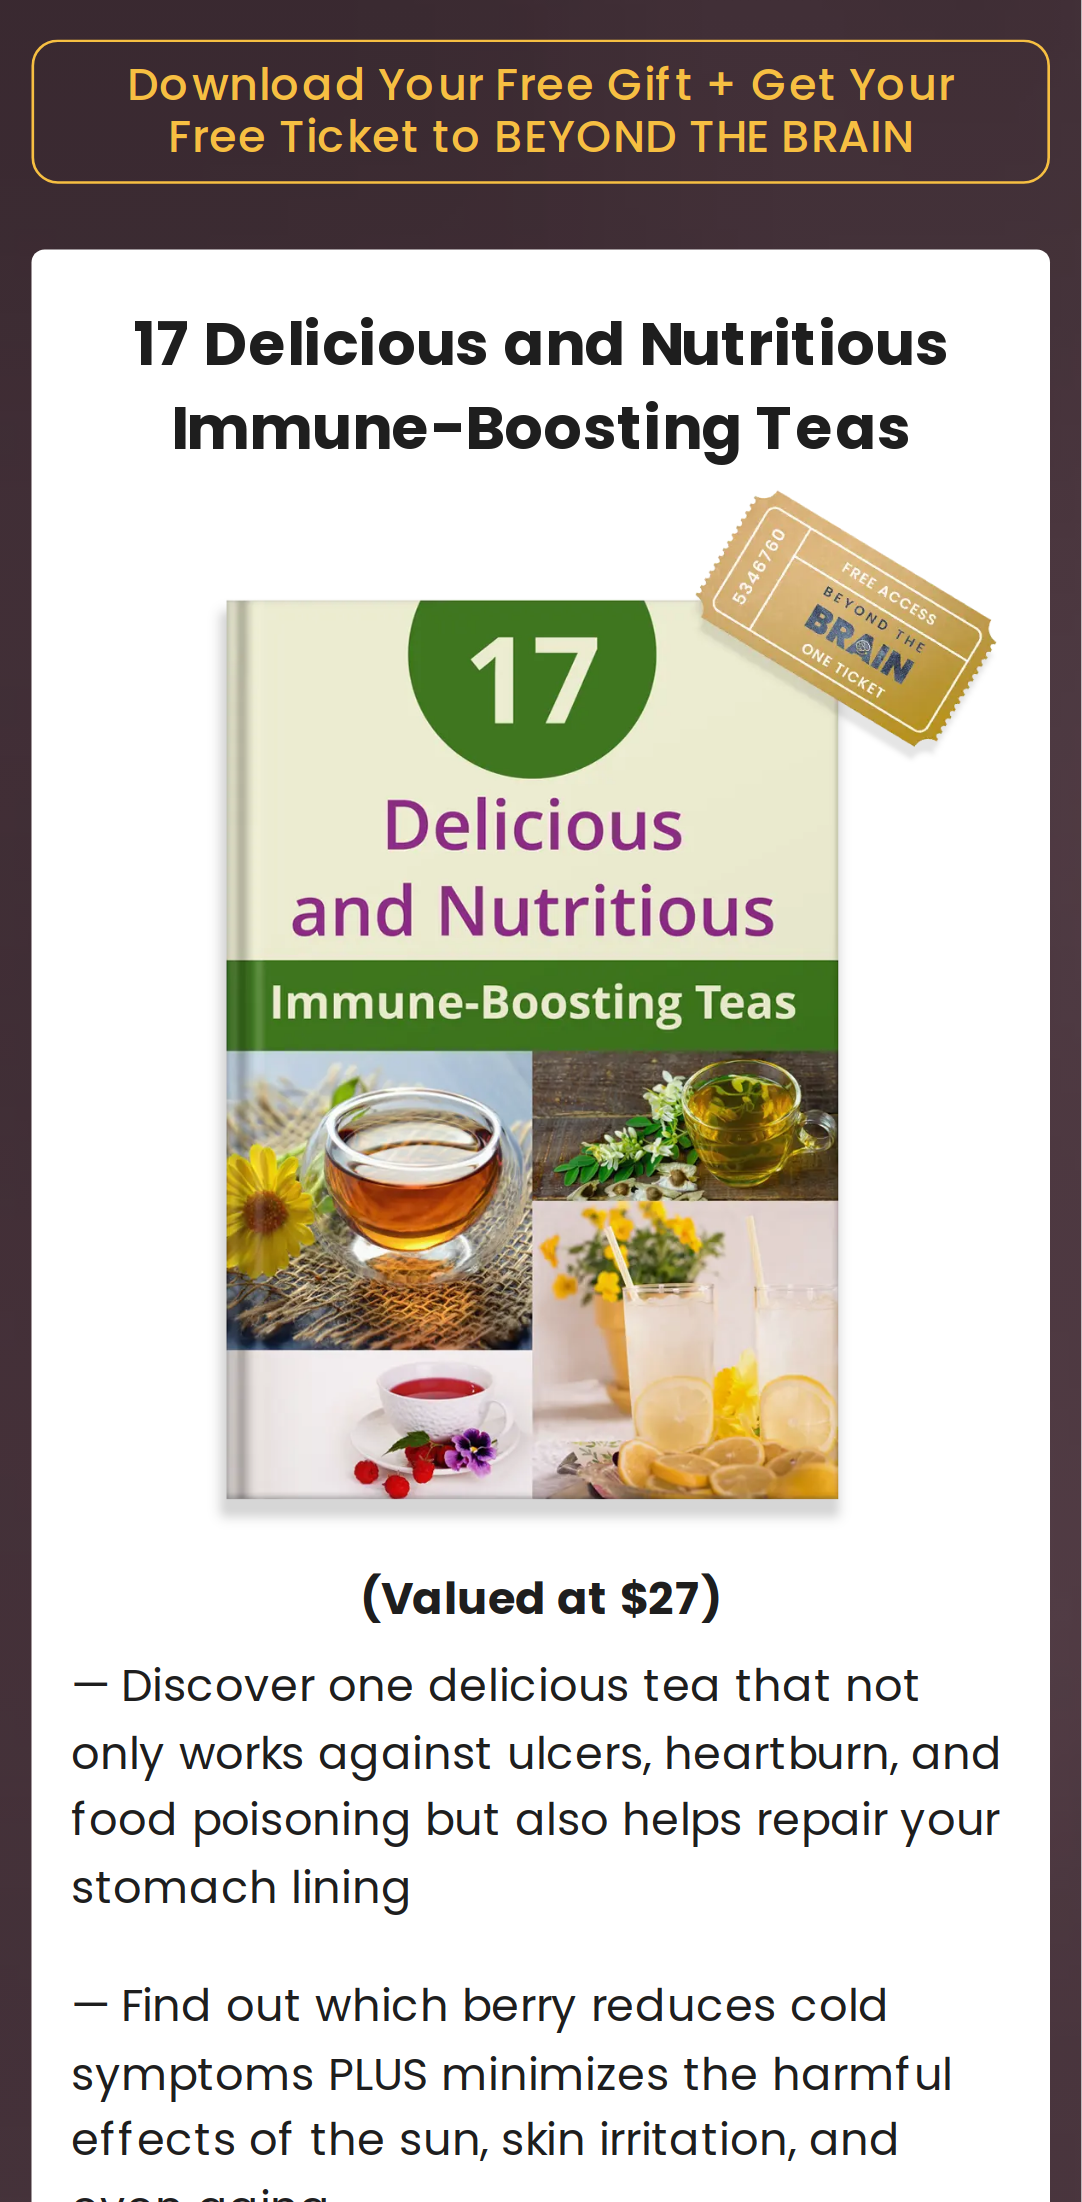 Download Your Free Gift + Get Your
Free Ticket to BEYOND THE BRAIN
17 Delicious and Nutritious
Immune-Boosting Teas
5346760
FREE ACCESS
BEYOND THE
BRAIN
ONE TICKET
17
Delicious
and Nutritious
Immune-Boosting Teas
(Valued at $27)
— Discover one delicious tea that not
only works against ulcers, heartburn, and
food poisoning but also helps repair your
stomach lining
— Find out which berry reduces cold
symptoms PLUS minimizes the harmful
effects of the sun, skin irritation, and
even aging